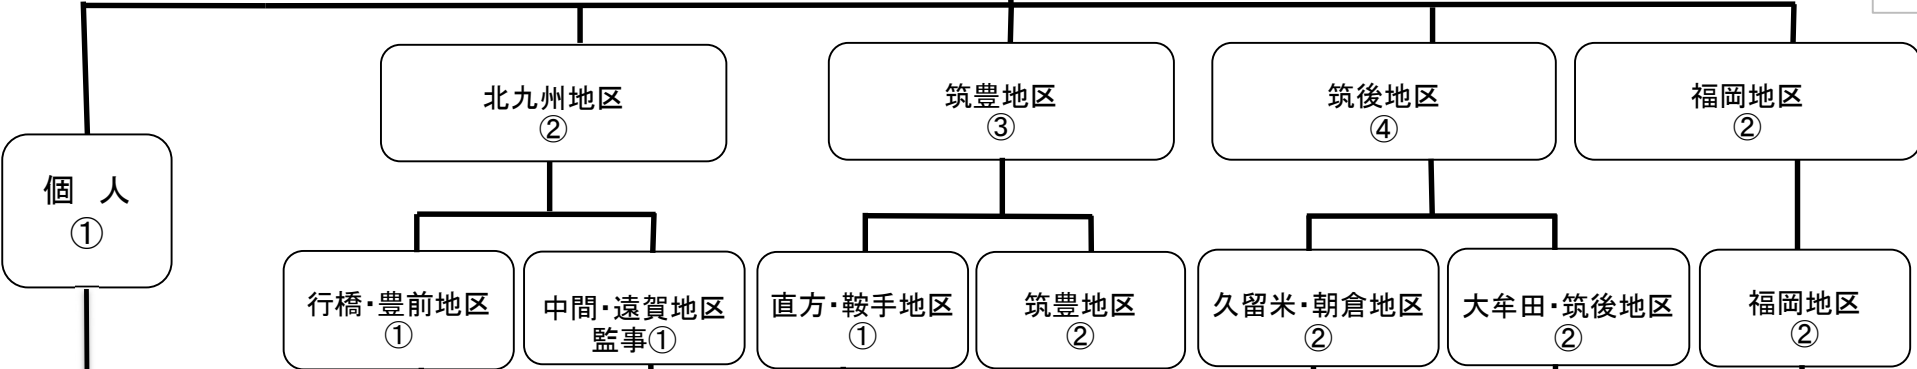 北九州地区
②
筑豊地区
③
筑後地区
④
福岡地区
②
個　人
①
行橋・豊前地区
①
中間・遠賀地区
監事①
直方・鞍手地区
①
筑豊地区
②
久留米・朝倉地区
②
大牟田・筑後地区
②
福岡地区
②